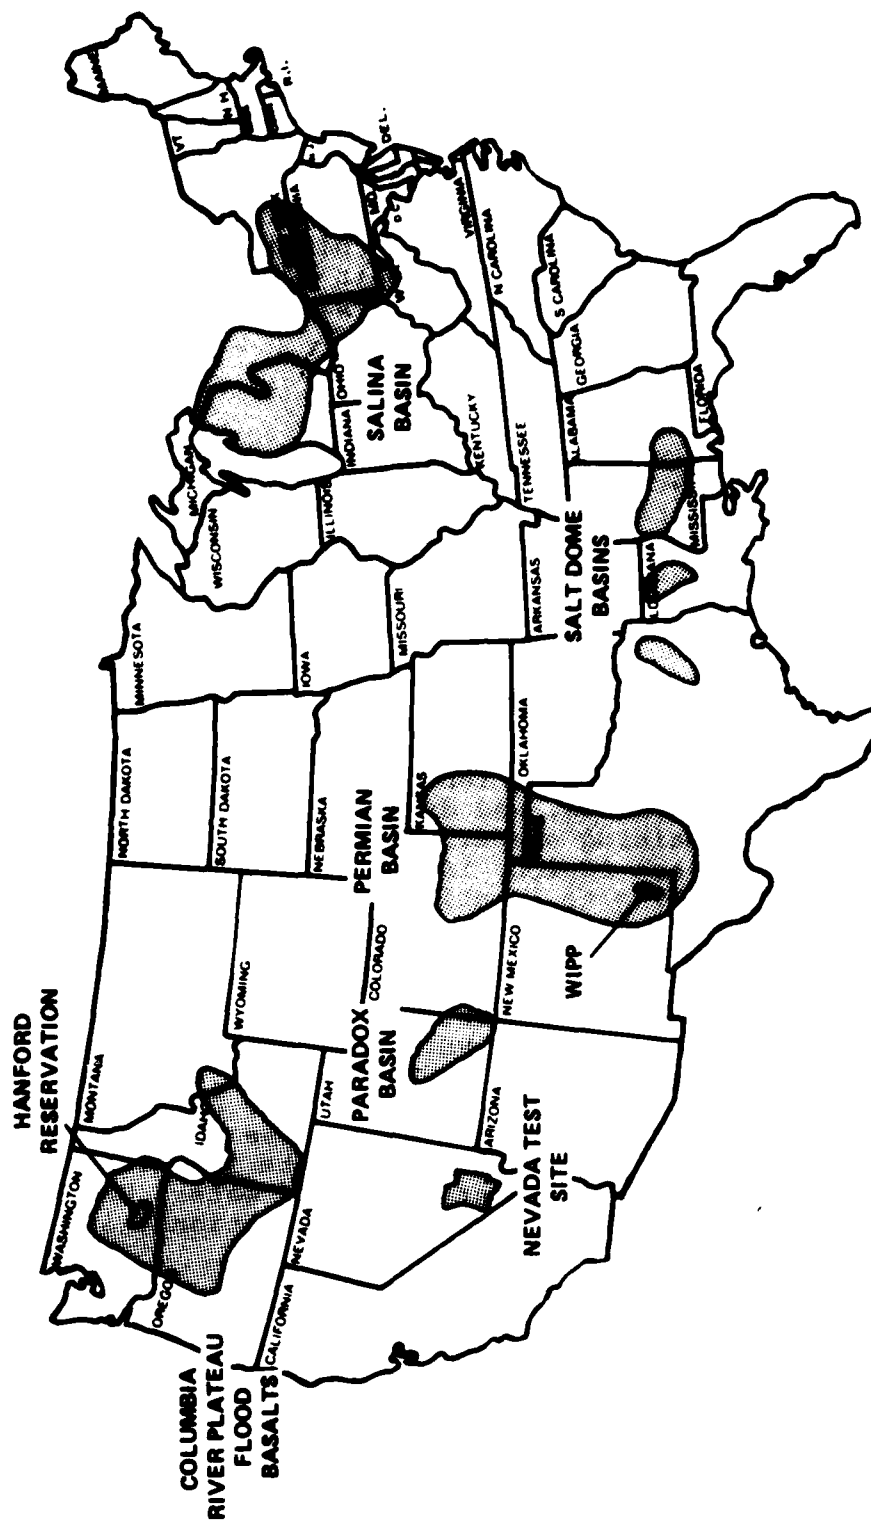 HANFORD
RESERVATION
COLUMBIA
RIVER PLATEAU
FLOOD
BASALTS
PARADOX
BASIN
NEVADA TEST
SITE
WIPP
PERMIAN
BASIN
SALT DOME
BASINS
SALINA
BASIN
WASHINGTON
MONTANA
NORTH DAKOTA
MINNESOTA
WISCONSIN
MICHIGAN
VT
N H
MAINE
R.I.
DEL.
SOUTH DAKOTA
WYOMING
NEBRASKA
IOWA
ILLINOIS
INDIANA
OHIO
NEVADA
CALIFORNIA
UTAH
COLORADO
KANSAS
MISSOURI
KENTUCKY
VIRGINIA
ARIZONA
NEW MEXICO
OKLAHOMA
ARKANSAS
TENNESSEE
N CAROLINA
S CAROLINA
ALABAMA
GEORGIA
FLORIDA